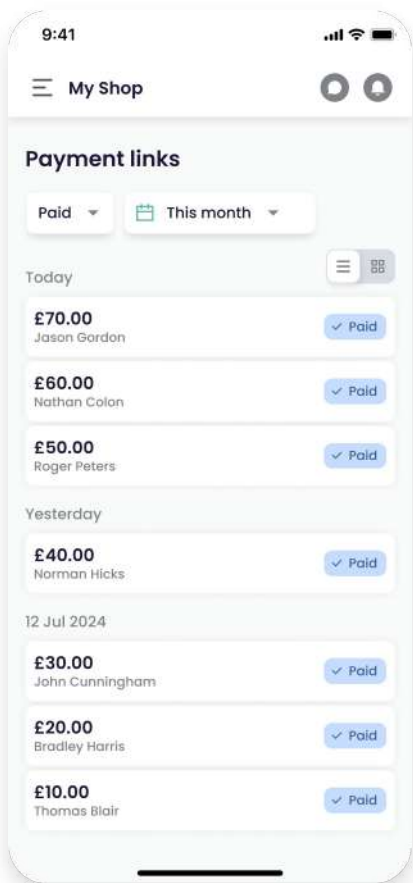 9:41
My Shop
Payment links
Paid
This month
Today
£70.00
Jason Gordon
Paid
£60.00
Nathan Colon
Paid
£50.00
Roger Peters
Paid
Yesterday
£40.00
Norman Hicks
Paid
12 Jul 2024
£30.00
John Cunningham
Paid
£20.00
Bradley Harris
Paid
£10.00
Thomas Blair
Paid